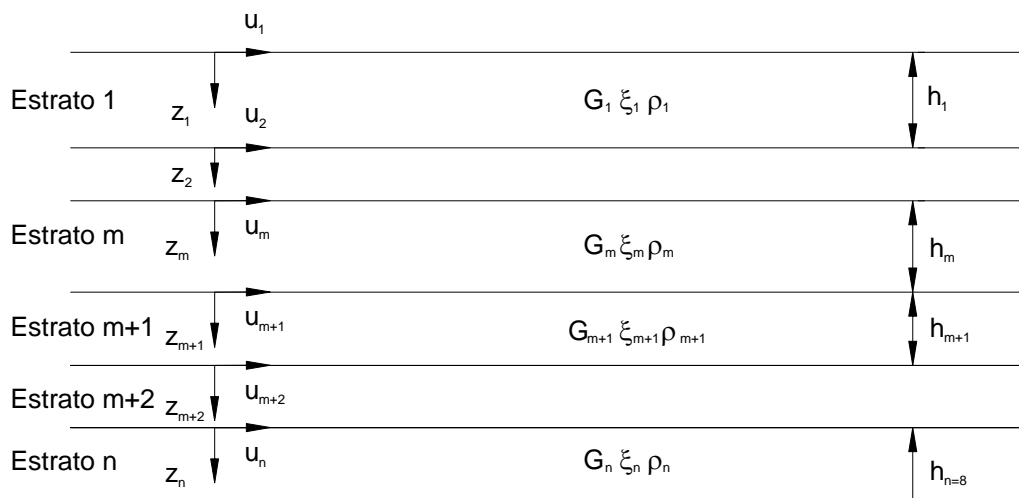 u₁
Estrato 1 z₁ G₁ ξ₁ ρ₁ h₁
u₂
z₂
Estrato m zₘ uₘ Gₘ ξₘ ρₘ hₘ
Estrato m+1 zₘ₊₁ uₘ₊₁ Gₘ₊₁ ξₘ₊₁ ρₘ₊₁ hₘ₊₁
Estrato m+2 zₘ₊₂ uₘ₊₂
Estrato n zₙ uₙ Gₙ ξₙ ρₙ hₙ₌₈